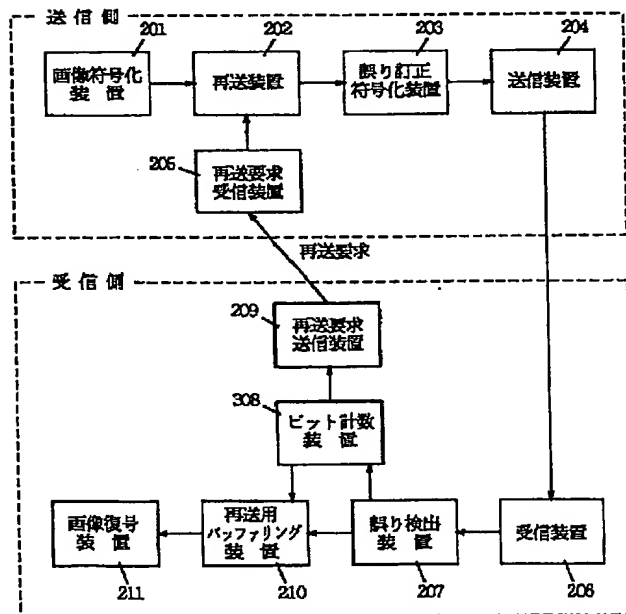 送信側
201
202
203
204
画像符号化
装置
再送装置
誤り訂正
符号化装置
送信装置
205
再送要求
受信装置
再送要求
受信側
209
再送要求
送信装置
308
ビット計数
装置
画像復号
装置
再送用
バッファリング
装置
誤り検出
装置
受信装置
211
210
207
206